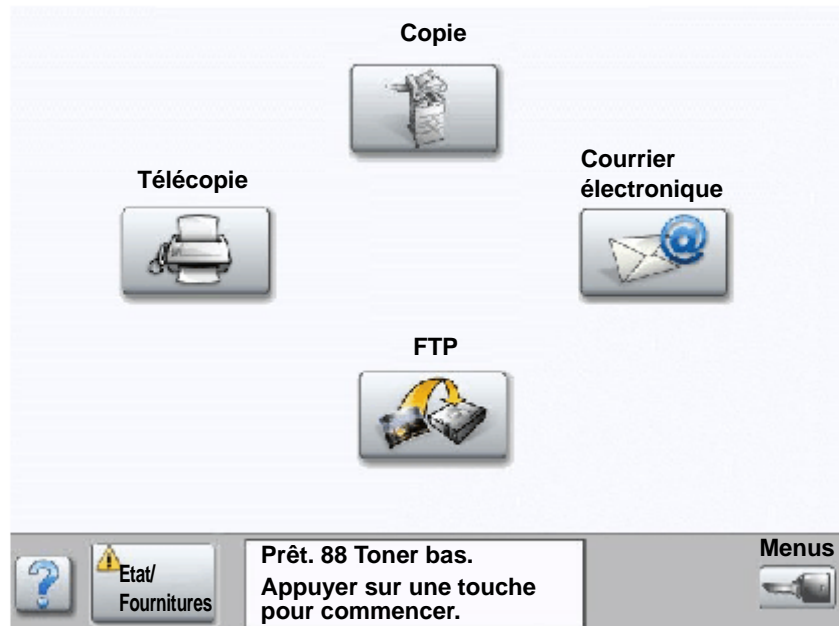 Copie
Télécopie
Courrier
électronique
FTP
Etat/
Fournitures
Prêt. 88 Toner bas.
Appuyer sur une touche
pour commencer.
Menus